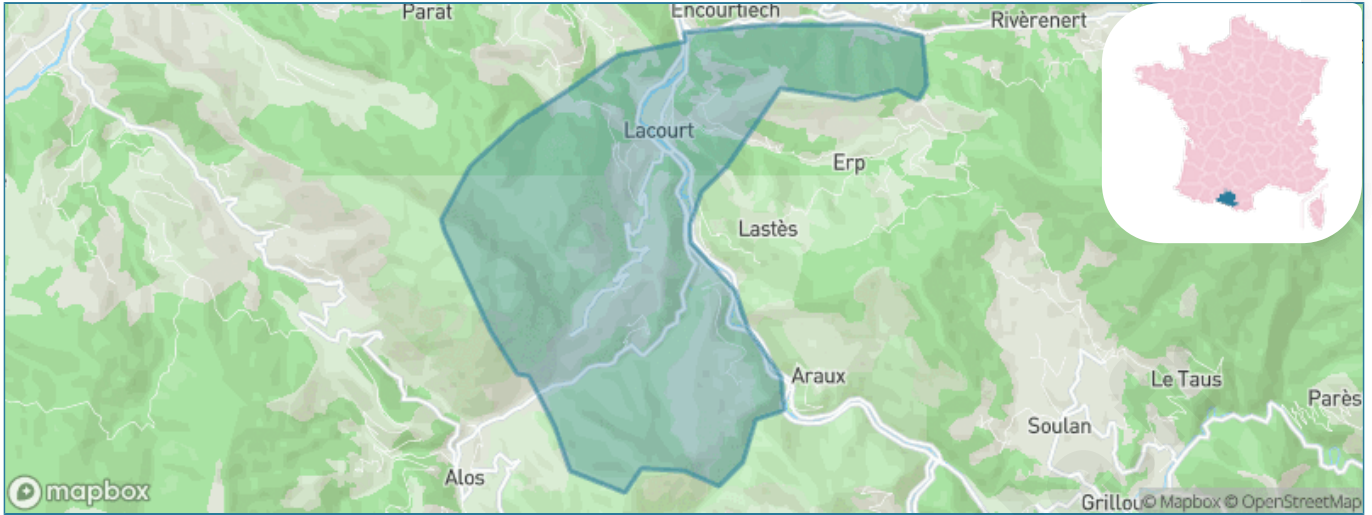 Parat
Encourtiech
Rivèrenert
Lacourt
Erp
Lastès
Araux
Le Taus
Parès
Soulan
Alos
mapbox
Grillou
© Mapbox © OpenStreetMap